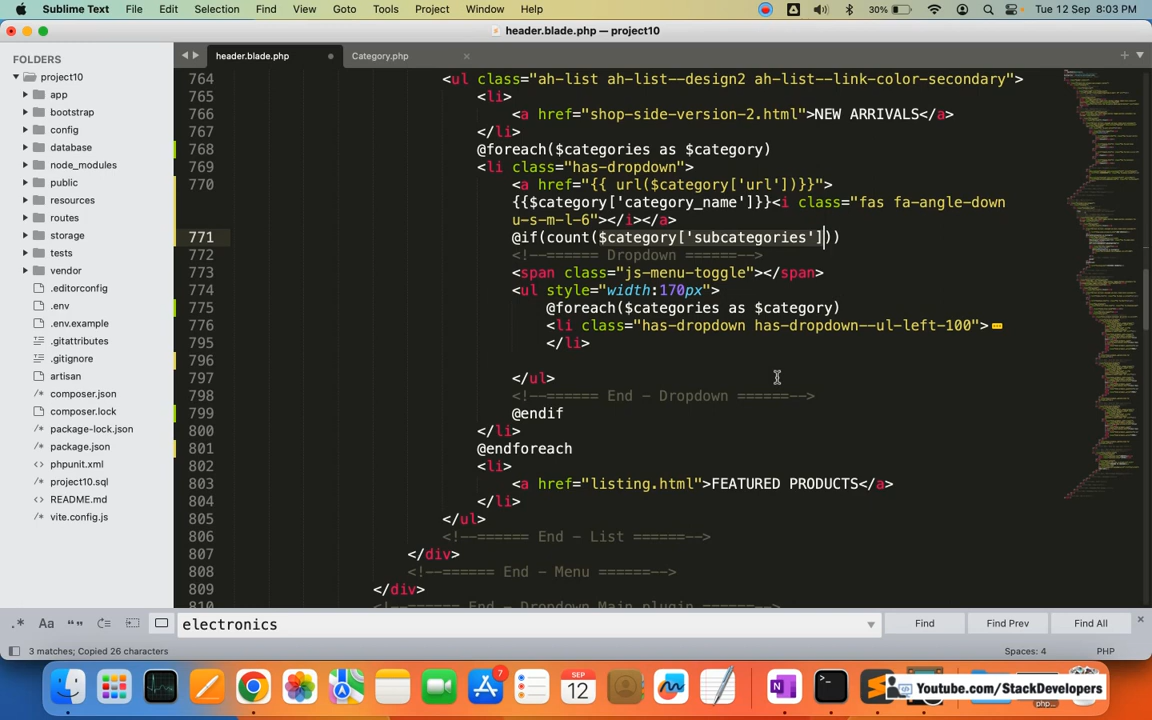 Sublime Text File Edit Selection Find View Goto Tools Project Window Help 30% Tue 12 Sep 8:03 PM
header.blade.php — project10
FOLDERS
project10
app
bootstrap
config
database
node_modules
public
resources
routes
storage
tests
vendor
.editorconfig
.env
.env.example
.gitattributes
.gitignore
artisan
composer.json
composer.lock
package-lock.json
package.json
phpunit.xml
project10.sql
README.md
vite.config.js
header.blade.php Category.php
764 <ul class="ah-list ah-list--design2 ah-list--link-color-secondary">
765 <li>
766 <a href="shop-side-version-2.html">NEW ARRIVALS</a>
767 </li>
768 @foreach($categories as $category)
769 <li class="has-dropdown">
770 <a href="{{ url($category['url'])}}">
{{$category['category_name']}}<i class="fas fa-angle-down
u-s-m-l-6"></i></a>
771 @if(count($category['subcategories']))
772 <!--====== Dropdown ======-->
773 <span class="js-menu-toggle"></span>
774 <ul style="width:170px">
775 @foreach($categories as $category)
776 <li class="has-dropdown has-dropdown--ul-left-100">
795 </li>
796
797 </ul>
798 <!--====== End - Dropdown ======-->
799 @endif
800 </li>
801 @endforeach
802 <li>
803 <a href="listing.html">FEATURED PRODUCTS</a>
804 </li>
805 </ul>
806 <!--====== End - List ======-->
807 </div>
808 <!--====== End - Menu ======-->
809 </div>
810 <!--====== End - Dropdown Main plugin ======-->
.* Aa electronics Find Find Prev Find All
3 matches; Copied 26 characters Spaces: 4 PHP
SEP
12
7
Youtube.com/StackDevelopers